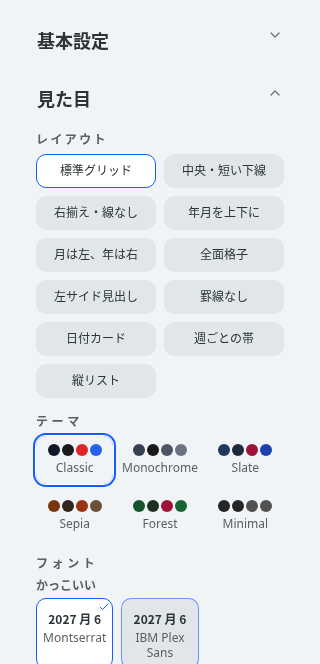 基本設定
見た目
レイアウト
標準グリッド
中央・短い下線
右揃え・線なし
年月を上下に
月は左、年は右
全面格子
左サイド見出し
罫線なし
日付カード
週ごとの帯
縦リスト
テーマ
Classic
Monochrome
Slate
Sepia
Forest
Minimal
フォント
かっこいい
2027 月 6
Montserrat
2027 月 6
IBM Plex
Sans